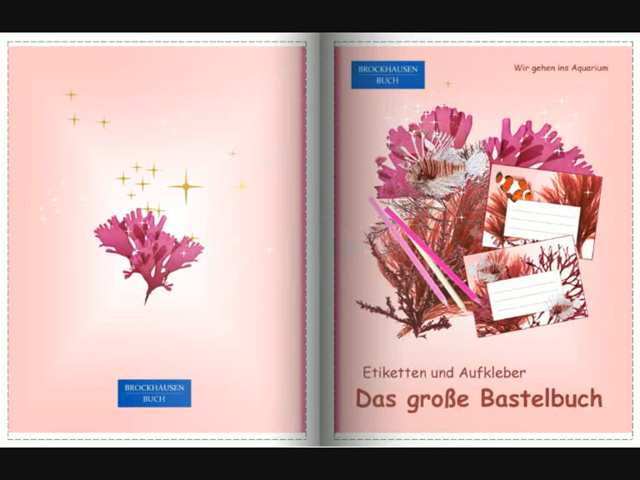 BROCKHAUSEN
BUCH
BROCKHAUSEN
BUCH
Wir gehen ins Aquarium
Etiketten und Aufkleber
Das große Bastelbuch